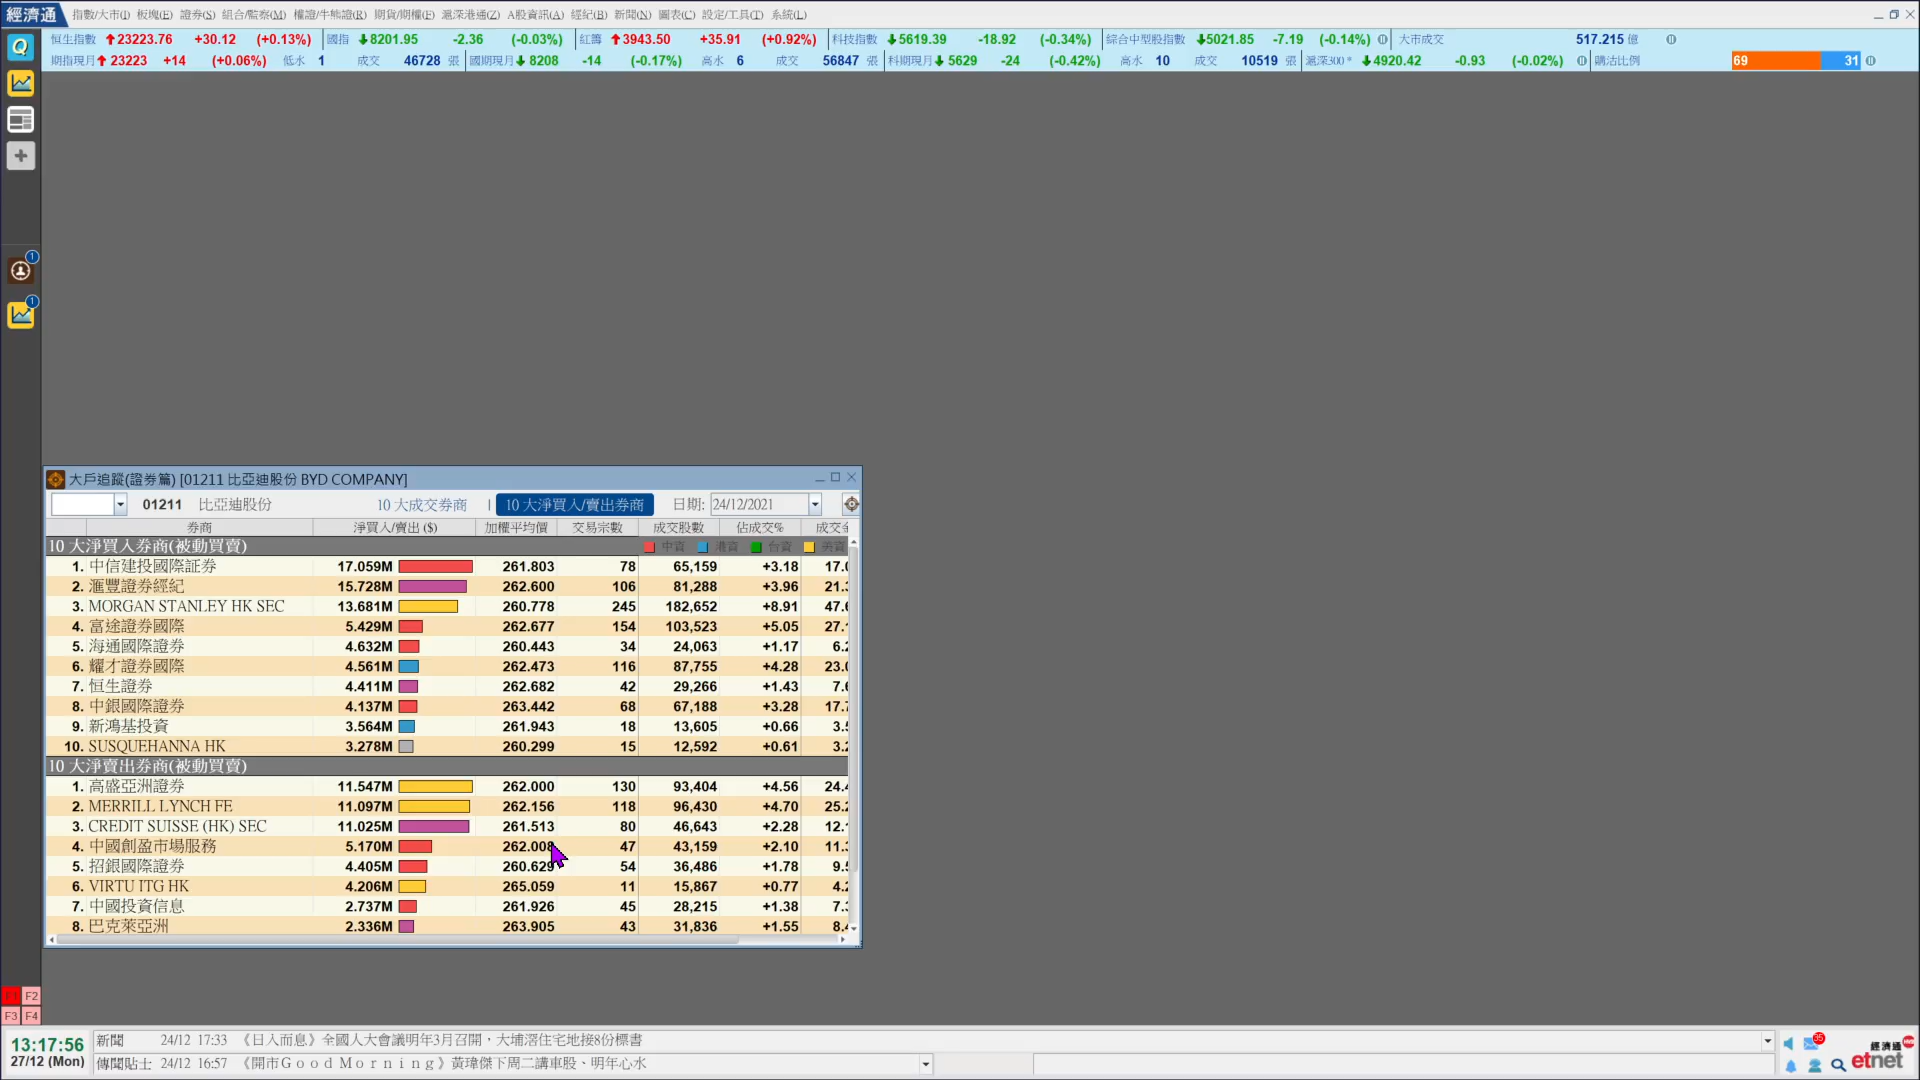 經濟通 指數/大市(I) 板塊(E) 證券(S) 組合/監察(M) 權證/牛熊證(R) 期貨/期權(F) 滬深港通(Z) A股資訊(A) 經紀(B) 新聞(N) 圖表(C) 設定/工具(T) 系統(L)
恒生指數 23223.76 +30.12 (+0.13%) 國指 8201.95 -2.36 (-0.03%) 紅籌 3943.50 +35.91 (+0.92%) 科技指數 5619.39 -18.92 (-0.34%) 綜合中型股指數 5021.85 -7.19 (-0.14%) 大市成交 517.215 億
期指現月 23223 +14 (+0.06%) 低水 1 成交 46728 張 國期現月 8208 -14 (-0.17%) 高水 6 成交 56847 張 科期現月 5629 -24 (-0.42%) 高水 10 成交 10519 張 滬深300 * 4920.42 -0.93 (-0.02%) 購沽比例 69 31
1
1
大戶追蹤(證券篇) [01211 比亞迪股份 BYD COMPANY]
01211 比亞迪股份 10 大成交券商 | 10 大淨買入/賣出券商 日期: 24/12/2021
券商 淨買入/賣出 ($) 加權平均價 交易宗數 成交股數 佔成交%
10 大淨買入券商(被動買賣) 中資 港資 台資 美資
1. 中信建投國際証券 17.059M 261.803 78 65,159 +3.18
2. 滙豐證券經紀 15.728M 262.600 106 81,288 +3.96
3. MORGAN STANLEY HK SEC 13.681M 260.778 245 182,652 +8.91
4. 富途證券國際 5.429M 262.677 154 103,523 +5.05
5. 海通國際證券 4.632M 260.443 34 24,063 +1.17
6. 耀才證券國際 4.561M 262.473 116 87,755 +4.28
7. 恒生證券 4.411M 262.682 42 29,266 +1.43
8. 中銀國際證券 4.137M 263.442 68 67,188 +3.28
9. 新鴻基投資 3.564M 261.943 18 13,605 +0.66
10. SUSQUEHANNA HK 3.278M 260.299 15 12,592 +0.61
10 大淨賣出券商(被動買賣)
1. 高盛亞洲證券 11.547M 262.000 130 93,404 +4.56
2. MERRILL LYNCH FE 11.097M 262.156 118 96,430 +4.70
3. CREDIT SUISSE (HK) SEC 11.025M 261.513 80 46,643 +2.28
4. 中國創盈市場服務 5.170M 262.008 47 43,159 +2.10
5. 招銀國際證券 4.405M 260.629 54 36,486 +1.78
6. VIRTU ITG HK 4.206M 265.059 11 15,867 +0.77
7. 中國投資信息 2.737M 261.926 45 28,215 +1.38
8. 巴克萊亞洲 2.336M 263.905 43 31,836 +1.55
F1 F2
F3 F4
13:17:56 新聞 24/12 17:33 《日入而息》全國人大會議明年3月召開，大埔滘住宅地接8份標書 35 經濟通
27/12 (Mon) 傳聞貼士 24/12 16:57 《開市Ｇｏｏｄ Ｍｏｒｎｉｎｇ》黃瑋傑下周二講車股、明年心水 etnet